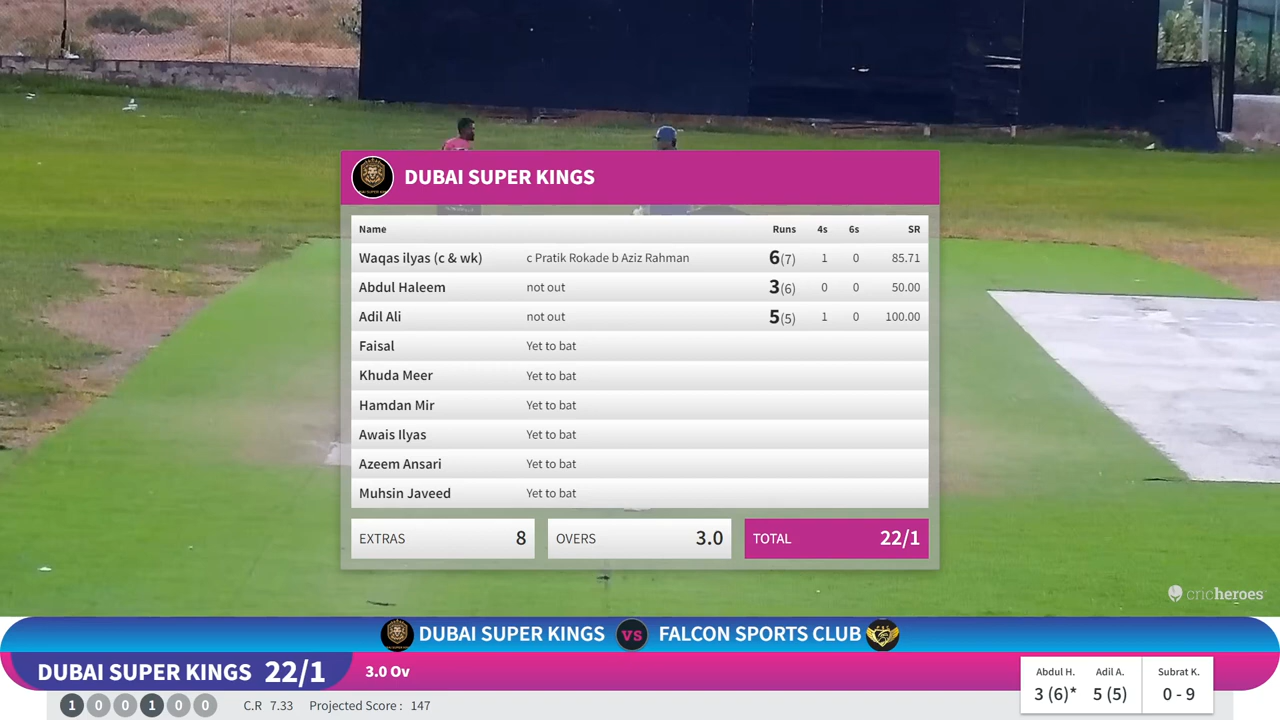 DUBAI SUPER KINGS
Name Runs 4s 6s SR
Waqas ilyas (c & wk) c Pratik Rokade b Aziz Rahman 6(7) 1 0 85.71
Abdul Haleem not out 3(6) 0 0 50.00
Adil Ali not out 5(5) 1 0 100.00
Faisal Yet to bat
Khuda Meer Yet to bat
Hamdan Mir Yet to bat
Awais Ilyas Yet to bat
Azeem Ansari Yet to bat
Muhsin Javeed Yet to bat
EXTRAS 8 OVERS 3.0 TOTAL 22/1
cricheroes
DUBAI SUPER KINGS VS FALCON SPORTS CLUB
DUBAI SUPER KINGS 22/1 3.0 Ov
Abdul H. Adil A. Subrat K.
3 (6)* 5 (5) 0 - 9
1 0 0 1 0 0 C.R 7.33 Projected Score : 147